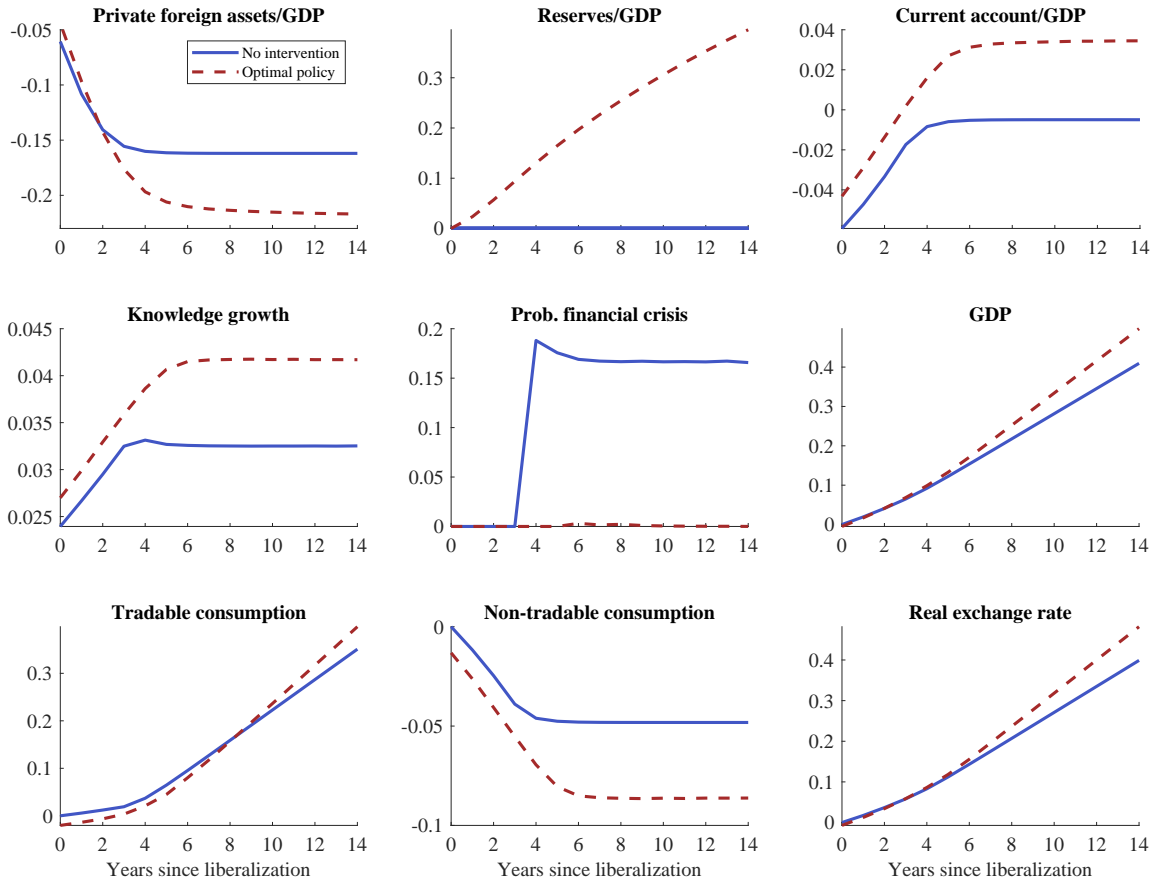 Private foreign assets/GDP
-0.05
-0.1
-0.15
-0.2
0 2 4 6 8 10 12 14
No intervention
Optimal policy
Reserves/GDP
0.3
0.2
0.1
0
0 2 4 6 8 10 12 14
Current account/GDP
0.04
0.02
0
-0.02
-0.04
0 2 4 6 8 10 12 14
Knowledge growth
0.045
0.04
0.035
0.03
0.025
0 2 4 6 8 10 12 14
Prob. financial crisis
0.2
0.15
0.1
0.05
0
0 2 4 6 8 10 12 14
GDP
0.4
0.3
0.2
0.1
0
0 2 4 6 8 10 12 14
Tradable consumption
0.3
0.2
0.1
0
0 2 4 6 8 10 12 14
Years since liberalization
Non-tradable consumption
0
-0.05
-0.1
0 2 4 6 8 10 12 14
Years since liberalization
Real exchange rate
0.4
0.3
0.2
0.1
0
0 2 4 6 8 10 12 14
Years since liberalization